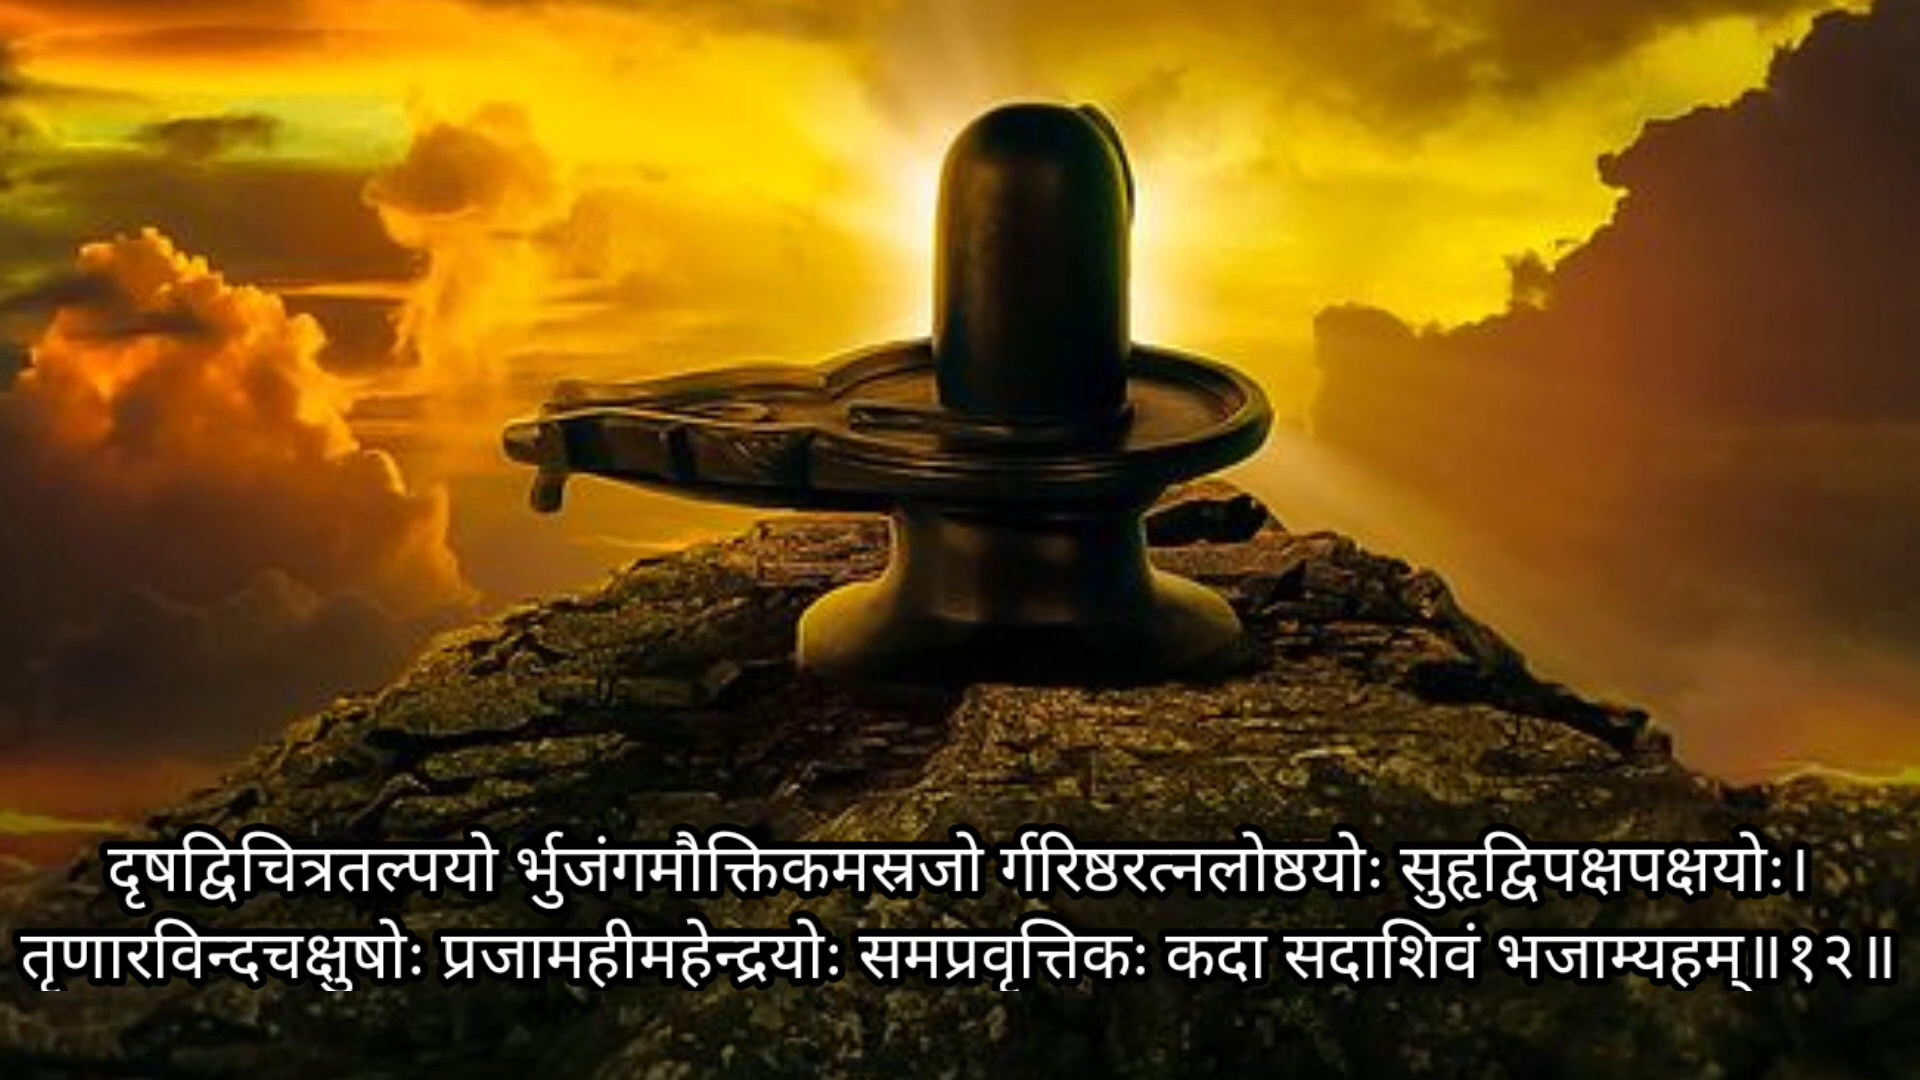 दृषद्विचित्रतल्पयो र्भुजंगमौक्तिकमस्रजो र्गरिष्ठरत्नलोष्ठयोः सुहृद्विपक्षपक्षयोः।
तृणारविन्दचक्षुषोः प्रजामहीमहेन्द्रयोः समप्रवृत्तिकः कदा सदाशिवं भजाम्यहम्॥१२॥